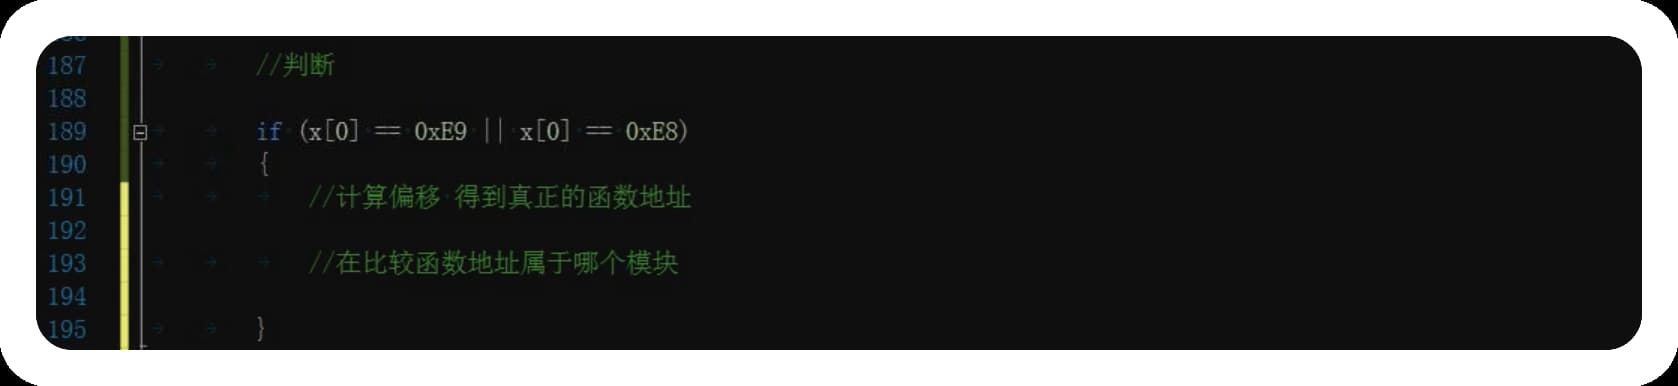 187 //判断
188
189 if (x[0] == 0xE9 || x[0] == 0xE8)
190 {
191 //计算偏移 得到真正的函数地址
192
193 //在比较函数地址属于哪个模块
194
195 }